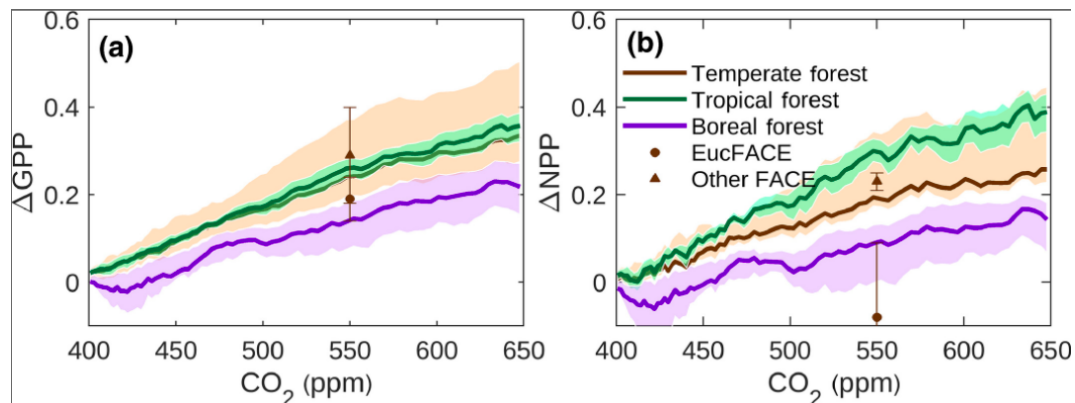 (a)
0.6
0.4
0.2
0
ΔGPP
400 450 500 550 600 650
CO2 (ppm)
(b)
0.6
0.4
0.2
0
ΔNPP
Temperate forest
Tropical forest
Boreal forest
EucFACE
Other FACE
400 450 500 550 600 650
CO2 (ppm)